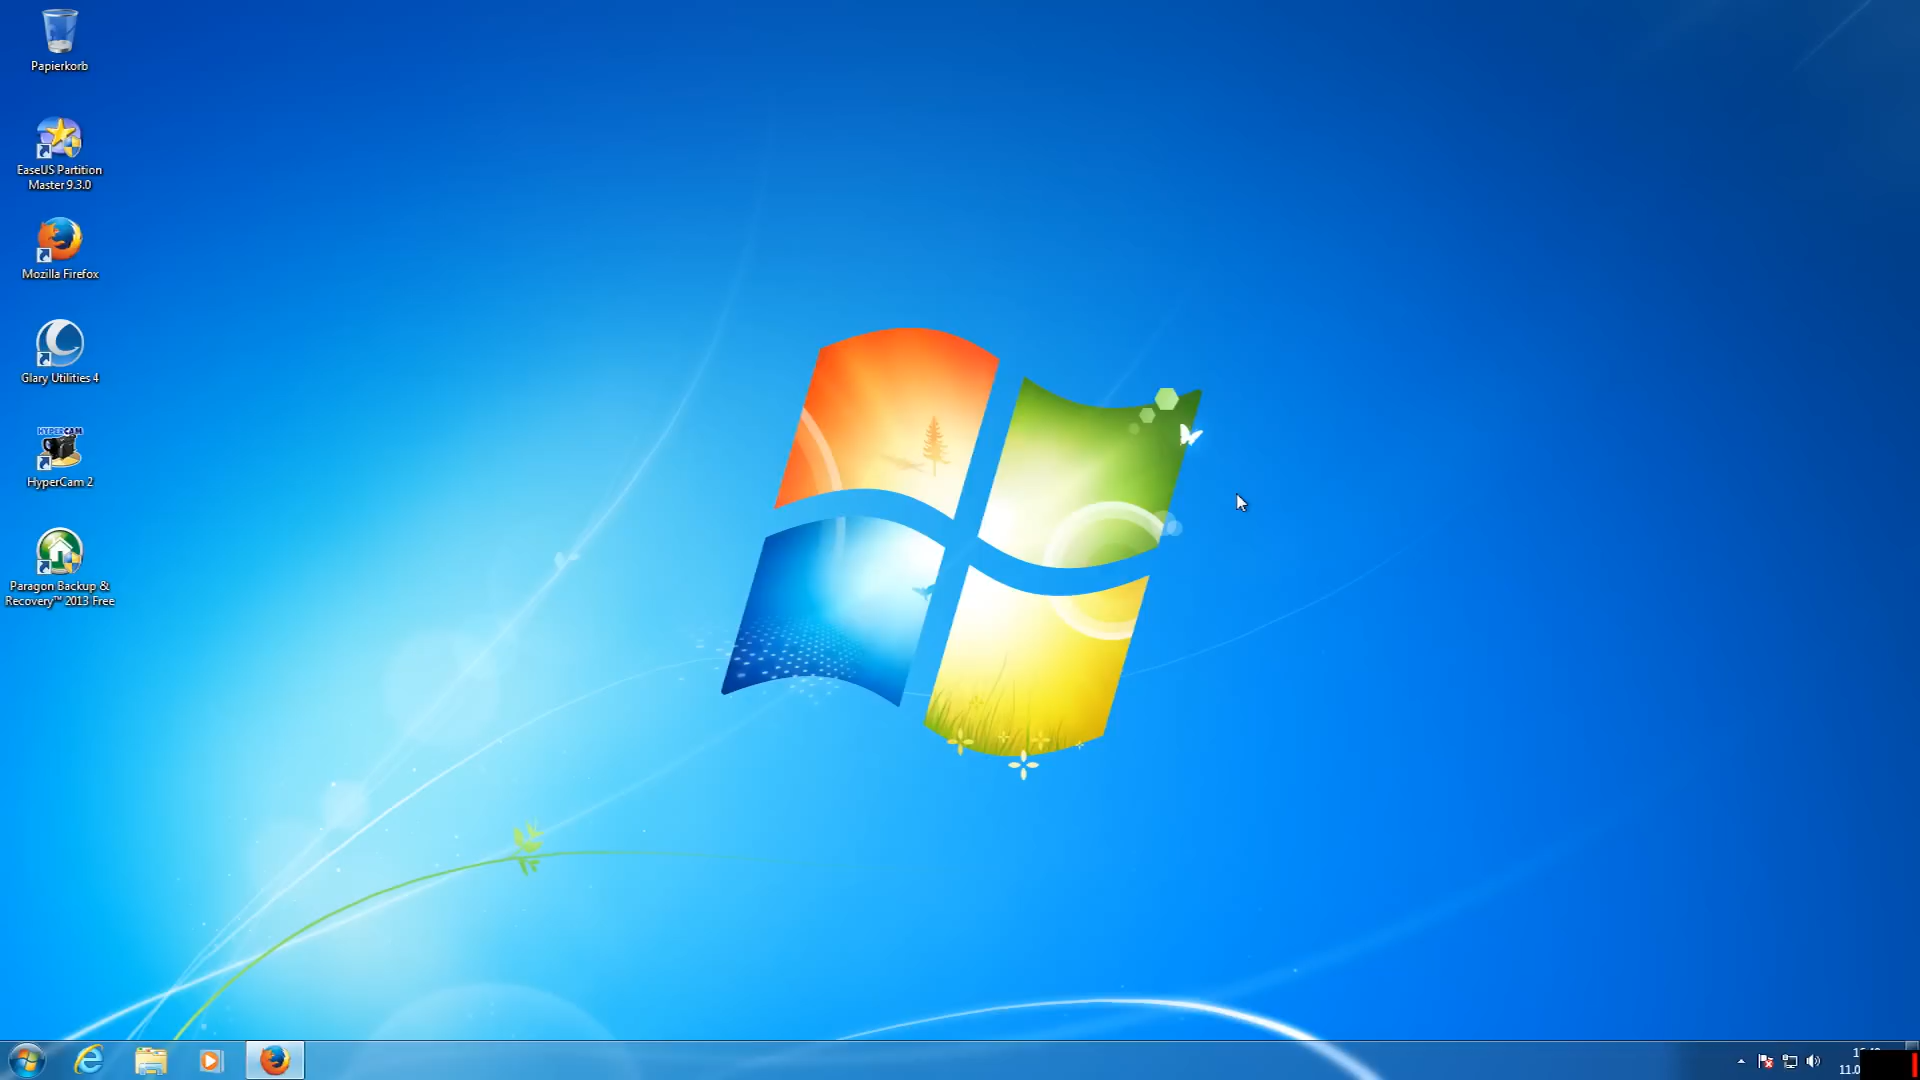 Papierkorb
EaseUS Partition
Master 9.3.0
Mozilla Firefox
Glary Utilities 4
HYPERCAM
HyperCam 2
Paragon Backup &
Recovery™ 2013 Free